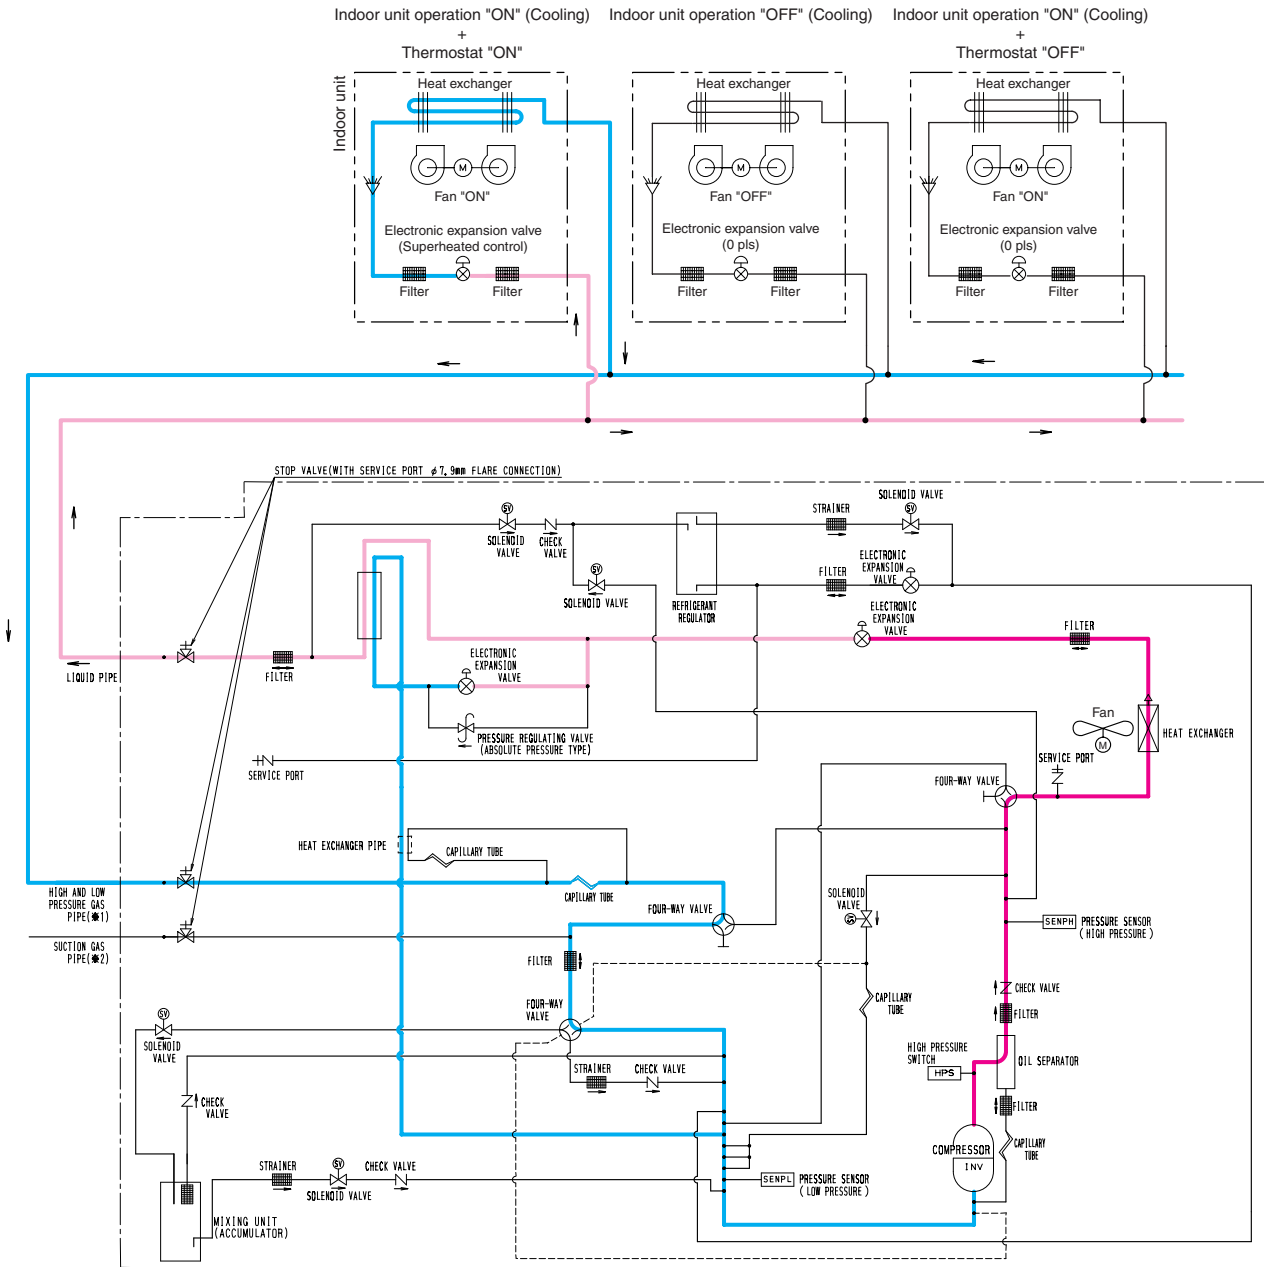 Indoor unit operation "ON" (Cooling)
+
Thermostat "ON"
Indoor unit operation "OFF" (Cooling)
Indoor unit operation "ON" (Cooling)
+
Thermostat "OFF"
Indoor unit
Heat exchanger
M
Fan "ON"
Electronic expansion valve
(Superheated control)
Filter
Filter
Heat exchanger
M
Fan "OFF"
Electronic expansion valve
(0 pls)
Filter
Filter
Heat exchanger
M
Fan "ON"
Electronic expansion valve
(0 pls)
Filter
Filter
STOP VALVE(WITH SERVICE PORT φ7.9mm FLARE CONNECTION)
SV
SOLENOID
VALVE
CHECK
VALVE
SV
SOLENOID VALVE
REFRIGERANT
REGULATOR
STRAINER
SOLENOID VALVE
SV
FILTER
ELECTRONIC
EXPANSION
VALVE
ELECTRONIC
EXPANSION
VALVE
FILTER
LIQUID PIPE
FILTER
ELECTRONIC
EXPANSION
VALVE
PRESSURE REGULATING VALVE
(ABSOLUTE PRESSURE TYPE)
SERVICE PORT
Fan
M
HEAT EXCHANGER
SERVICE PORT
FOUR-WAY VALVE
HEAT EXCHANGER PIPE
CAPILLARY TUBE
CAPILLARY TUBE
HIGH AND LOW
PRESSURE GAS
PIPE(※1)
SUCTION GAS
PIPE(※2)
FOUR-WAY VALVE
SOLENOID
VALVE
SV
SENPH
PRESSURE SENSOR
(HIGH PRESSURE)
FILTER
FOUR-WAY
VALVE
CAPILLARY
TUBE
CHECK VALVE
FILTER
SV
SOLENOID
VALVE
STRAINER
CHECK VALVE
HIGH PRESSURE
SWITCH
HPS
OIL SEPARATOR
CHECK
VALVE
FILTER
COMPRESSOR
INV
CAPILLARY
TUBE
STRAINER
SV
SOLENOID VALVE
CHECK VALVE
SENPL
PRESSURE SENSOR
(LOW PRESSURE)
MIXING UNIT
(ACCUMULATOR)